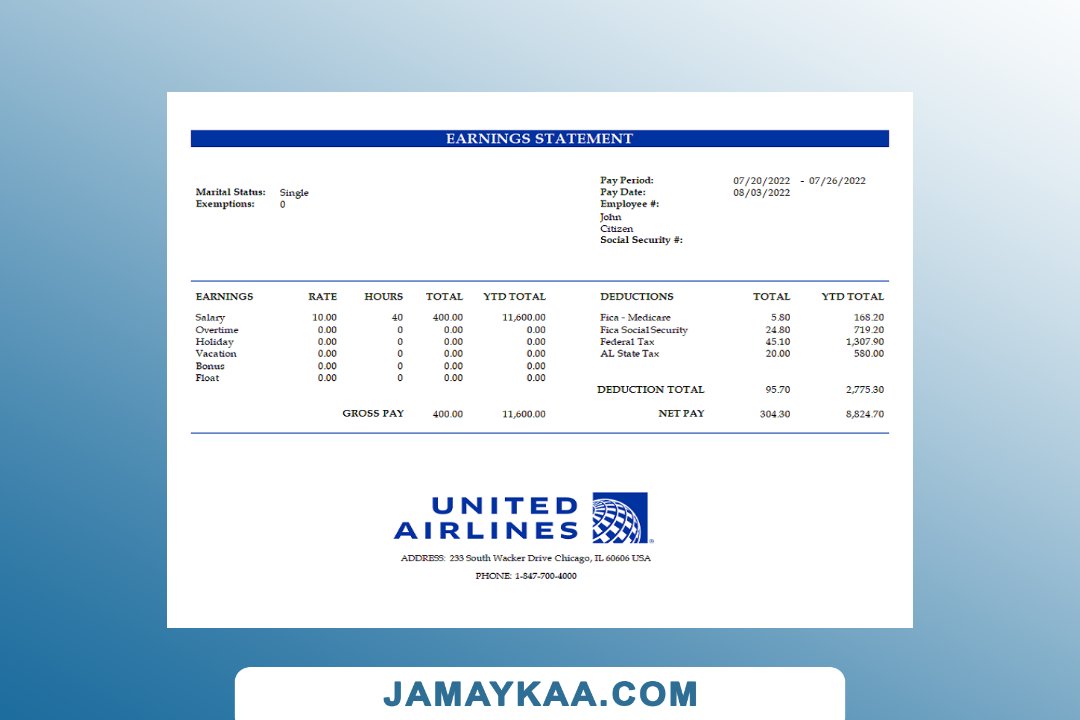 EARNINGS STATEMENT
Marital Status: Single
Exemptions: 0
Pay Period: 07/20/2022 - 07/26/2022
Pay Date: 08/03/2022
Employee #:
John
Citizen
Social Security #:
EARNINGS RATE HOURS TOTAL YTD TOTAL DEDUCTIONS TOTAL YTD TOTAL
Salary 10.00 40 400.00 11,600.00 Fica - Medicare 5.80 168.20
Overtime 0.00 0 0.00 0.00 Fica Social Security 24.80 719.20
Holiday 0.00 0 0.00 0.00 Federal Tax 45.10 1,307.90
Vacation 0.00 0 0.00 0.00 AL State Tax 20.00 580.00
Bonus 0.00 0 0.00 0.00
Float 0.00 0 0.00 0.00
DEDUCTION TOTAL 95.70 2,775.30
GROSS PAY 400.00 11,600.00 NET PAY 304.30 8,824.70
UNITED
AIRLINES
ADDRESS: 233 South Wacker Drive Chicago, IL 60606 USA
PHONE: 1-847-700-4000
JAMAYKAA.COM